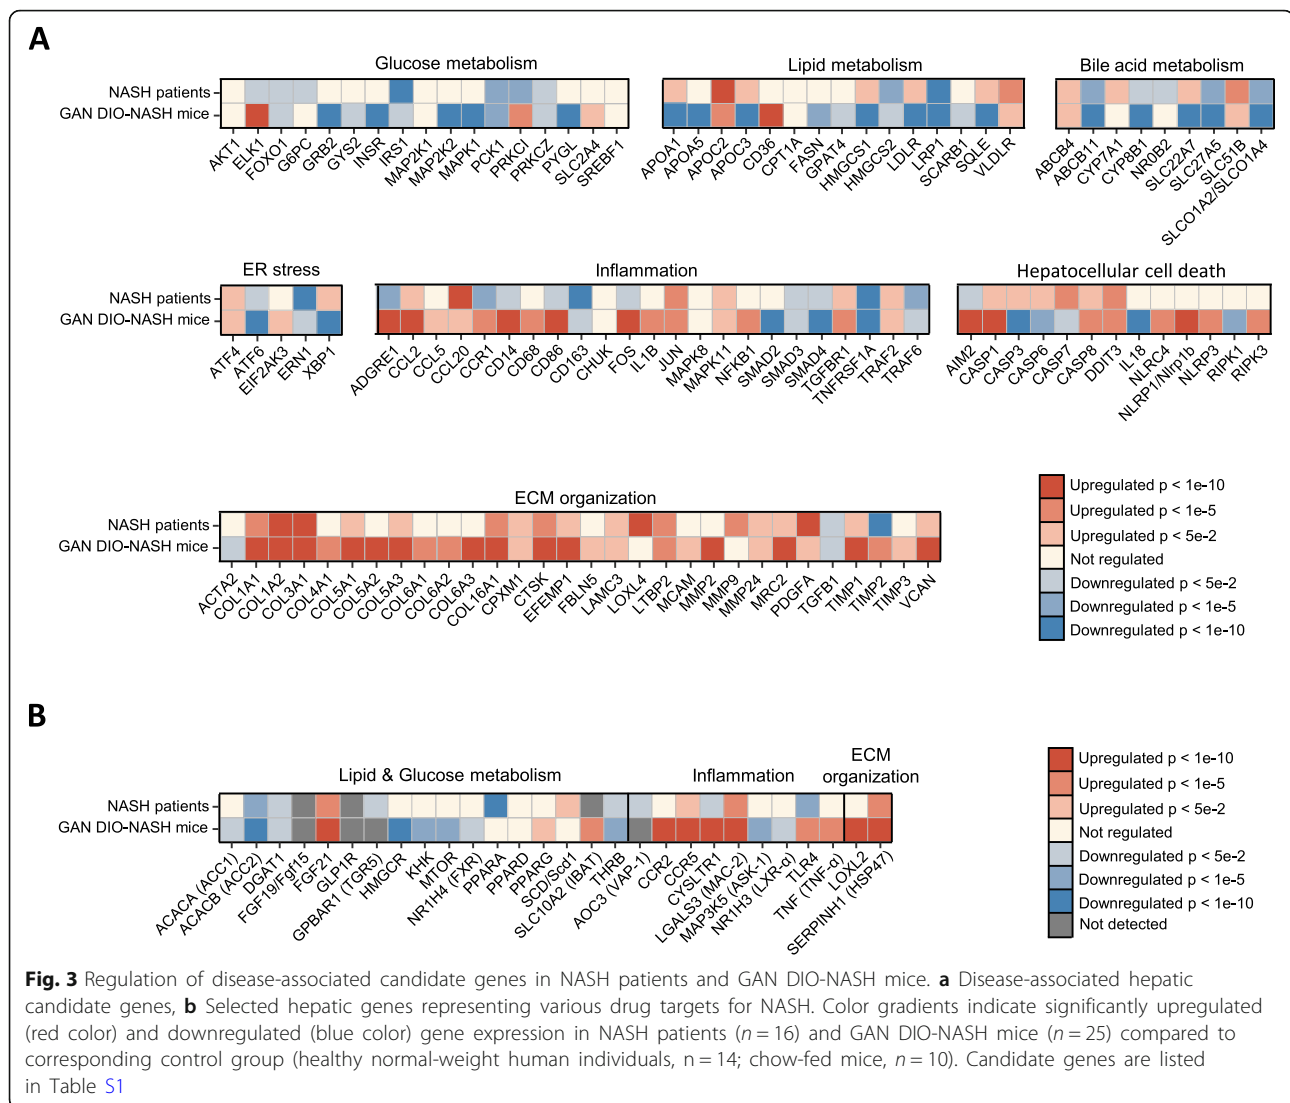 A
Glucose metabolism
Lipid metabolism
Bile acid metabolism
NASH patients
GAN DIO-NASH mice
AKT1
ELK1
FOXO1
G6PC
GRB2
GYS2
INSR
IRS1
MAP2K1
MAP2K2
MAPK1
PCK1
PRKCI
PRKCZ
PYGL
SLC2A4
SREBF1
APOA1
APOA5
APOC2
APOC3
CD36
CPT1A
FASN
GPAT4
HMGCS1
HMGCS2
LDLR
LRP1
SCARB1
SQLE
VLDLR
ABCB4
ABCB11
CYP7A1
CYP8B1
NR0B2
SLC22A7
SLC27A5
SLC51B
SLCO1A2/SLCO1A4
ER stress
Inflammation
Hepatocellular cell death
NASH patients
GAN DIO-NASH mice
ATF4
ATF6
EIF2AK3
ERN1
XBP1
ADGRE1
CCL2
CCL5
CCL20
CCR1
CD14
CD68
CD86
CD163
CHUK
FOS
IL1B
JUN
MAPK8
MAPK11
NFKB1
SMAD2
SMAD3
SMAD4
TGFBR1
TNFRSF1A
TRAF2
TRAF6
AIM2
CASP1
CASP3
CASP6
CASP7
CASP8
DDIT3
IL18
NLRC4
NLRP1/Nlrp1b
NLRP3
RIPK1
RIPK3
ECM organization
NASH patients
GAN DIO-NASH mice
ACTA2
COL1A1
COL1A2
COL3A1
COL4A1
COL5A1
COL5A2
COL5A3
COL6A1
COL6A2
COL6A3
COL16A1
CPXM1
CTSK
EFEMP1
FBLN5
LAMC3
LOXL4
LTBP2
MCAM
MMP2
MMP9
MMP24
MRC2
PDGFA
TGFB1
TIMP1
TIMP2
TIMP3
VCAN
Upregulated p < 1e-10
Upregulated p < 1e-5
Upregulated p < 5e-2
Not regulated
Downregulated p < 5e-2
Downregulated p < 1e-5
Downregulated p < 1e-10
B
Lipid & Glucose metabolism
Inflammation
ECM
organization
NASH patients
GAN DIO-NASH mice
ACACA (ACC1)
ACACB (ACC2)
DGAT1
FGF19/Fgf15
FGF21
GLP1R
GPBAR1 (TGR5)
HMGCR
KHK
MTOR
NR1H4 (FXR)
PPARA
PPARD
PPARG
SCD/Scd1
SLC10A2 (IBAT)
THRB
AOC3 (VAP-1)
CCR2
CCR5
CYSLTR1
LGALS3 (MAC-2)
MAP3K5 (ASK-1)
NR1H3 (LXR-α)
TLR4
TNF (TNF-α)
LOXL2
SERPINH1 (HSP47)
Upregulated p < 1e-10
Upregulated p < 1e-5
Upregulated p < 5e-2
Not regulated
Downregulated p < 5e-2
Downregulated p < 1e-5
Downregulated p < 1e-10
Not detected
Fig. 3 Regulation of disease-associated candidate genes in NASH patients and GAN DIO-NASH mice. a Disease-associated hepatic
candidate genes, b Selected hepatic genes representing various drug targets for NASH. Color gradients indicate significantly upregulated
(red color) and downregulated (blue color) gene expression in NASH patients (n = 16) and GAN DIO-NASH mice (n = 25) compared to
corresponding control group (healthy normal-weight human individuals, n = 14; chow-fed mice, n = 10). Candidate genes are listed
in Table S1